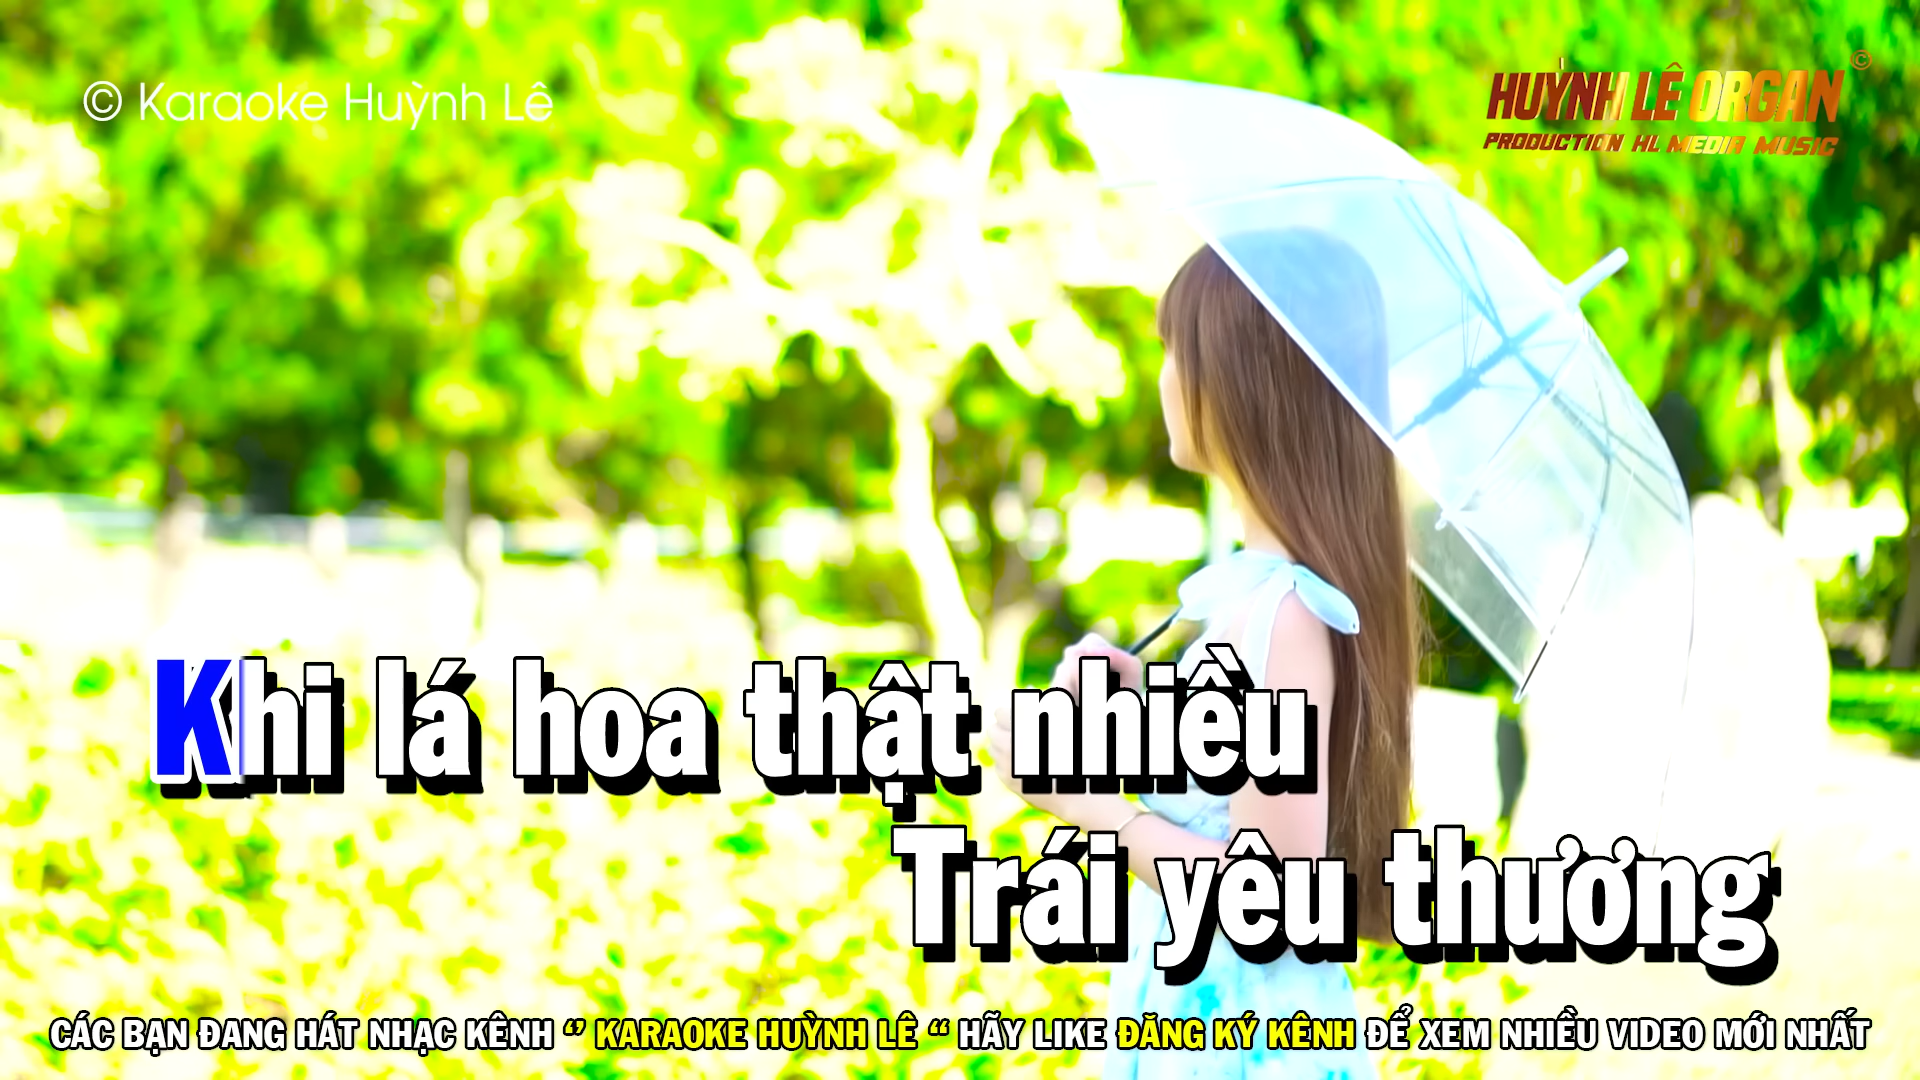 © Karaoke Huỳnh Lê
HUỲNH LÊ ORGAN ©
PRODUCTION HL MEDIA MUSIC
Khi lá hoa thật nhiều
Trái yêu thương
CÁC BẠN ĐANG HÁT NHẠC KÊNH “ KARAOKE HUỲNH LÊ “ HÃY LIKE ĐĂNG KÝ KÊNH ĐỂ XEM NHIỀU VIDEO MỚI NHẤT